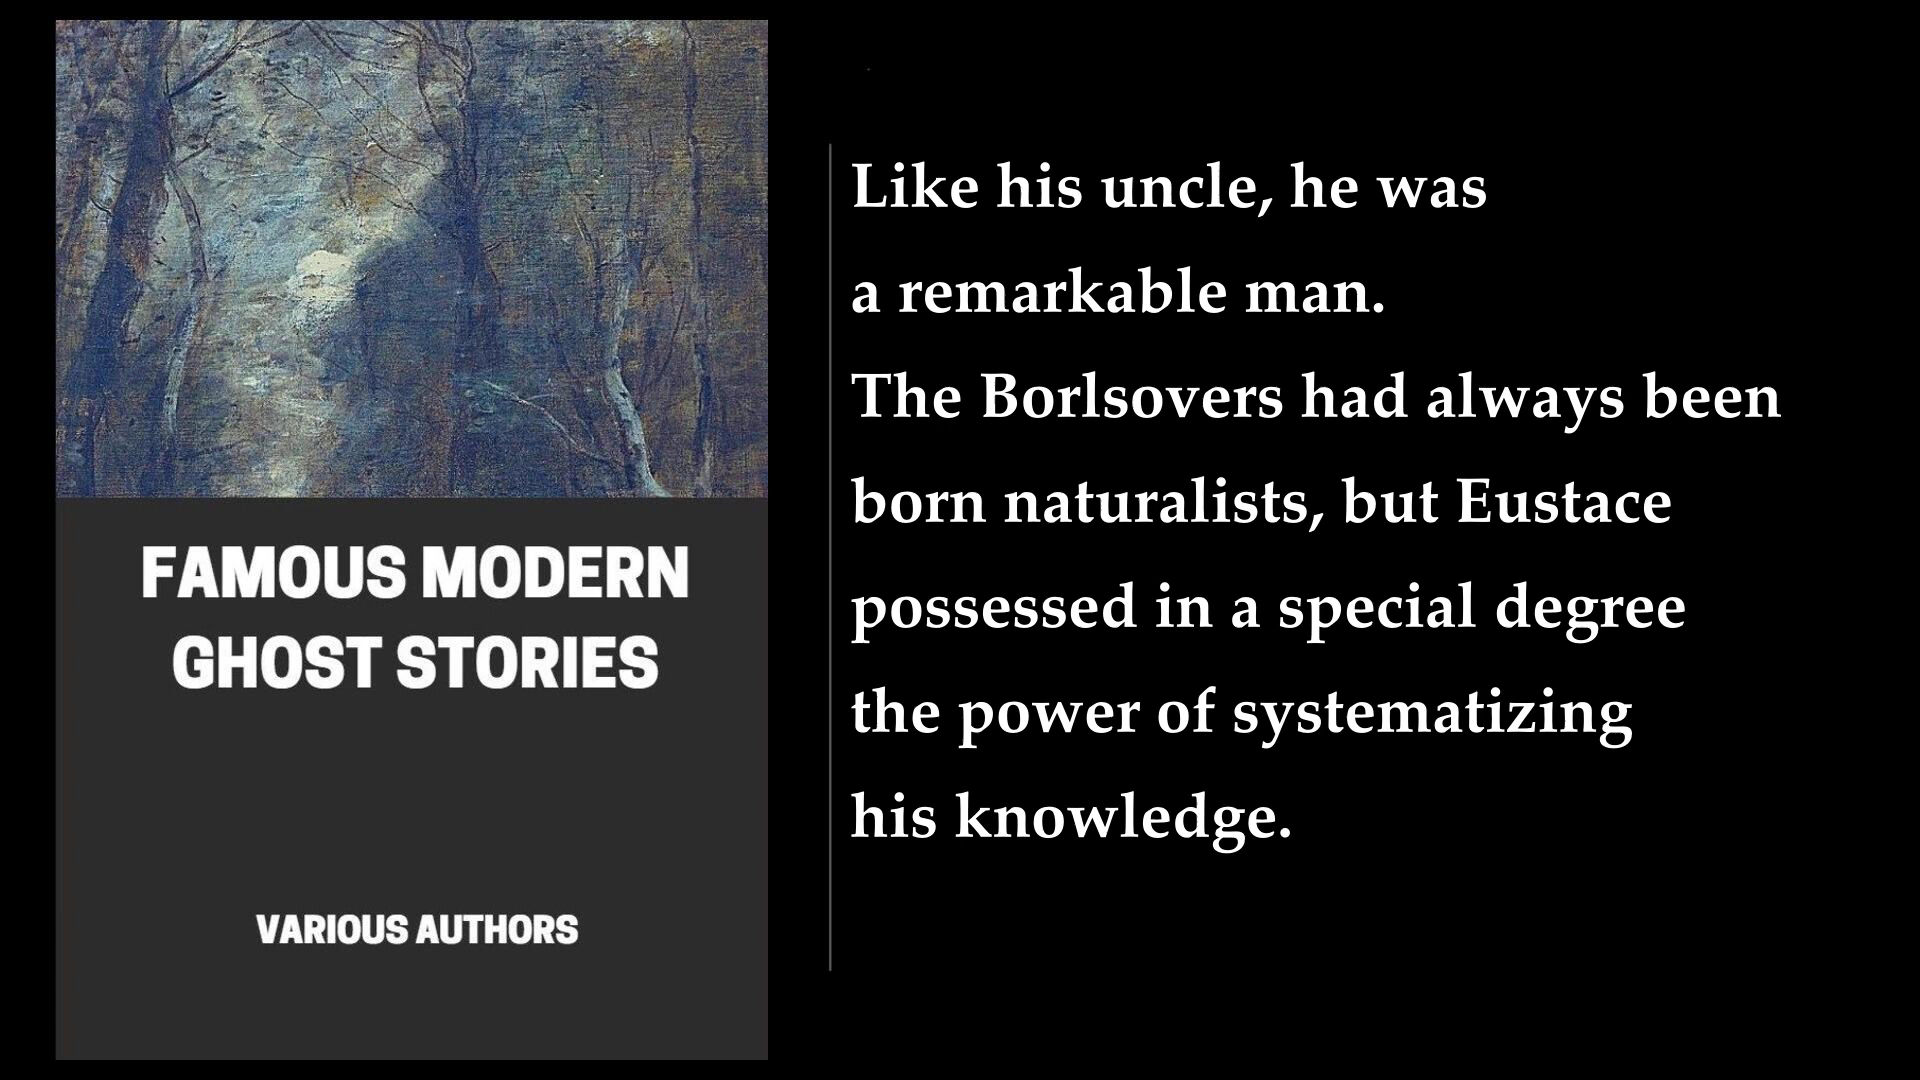 FAMOUS MODERN
GHOST STORIES
VARIOUS AUTHORS
Like his uncle, he was
a remarkable man.
The Borlsovers had always been
born naturalists, but Eustace
possessed in a special degree
the power of systematizing
his knowledge.